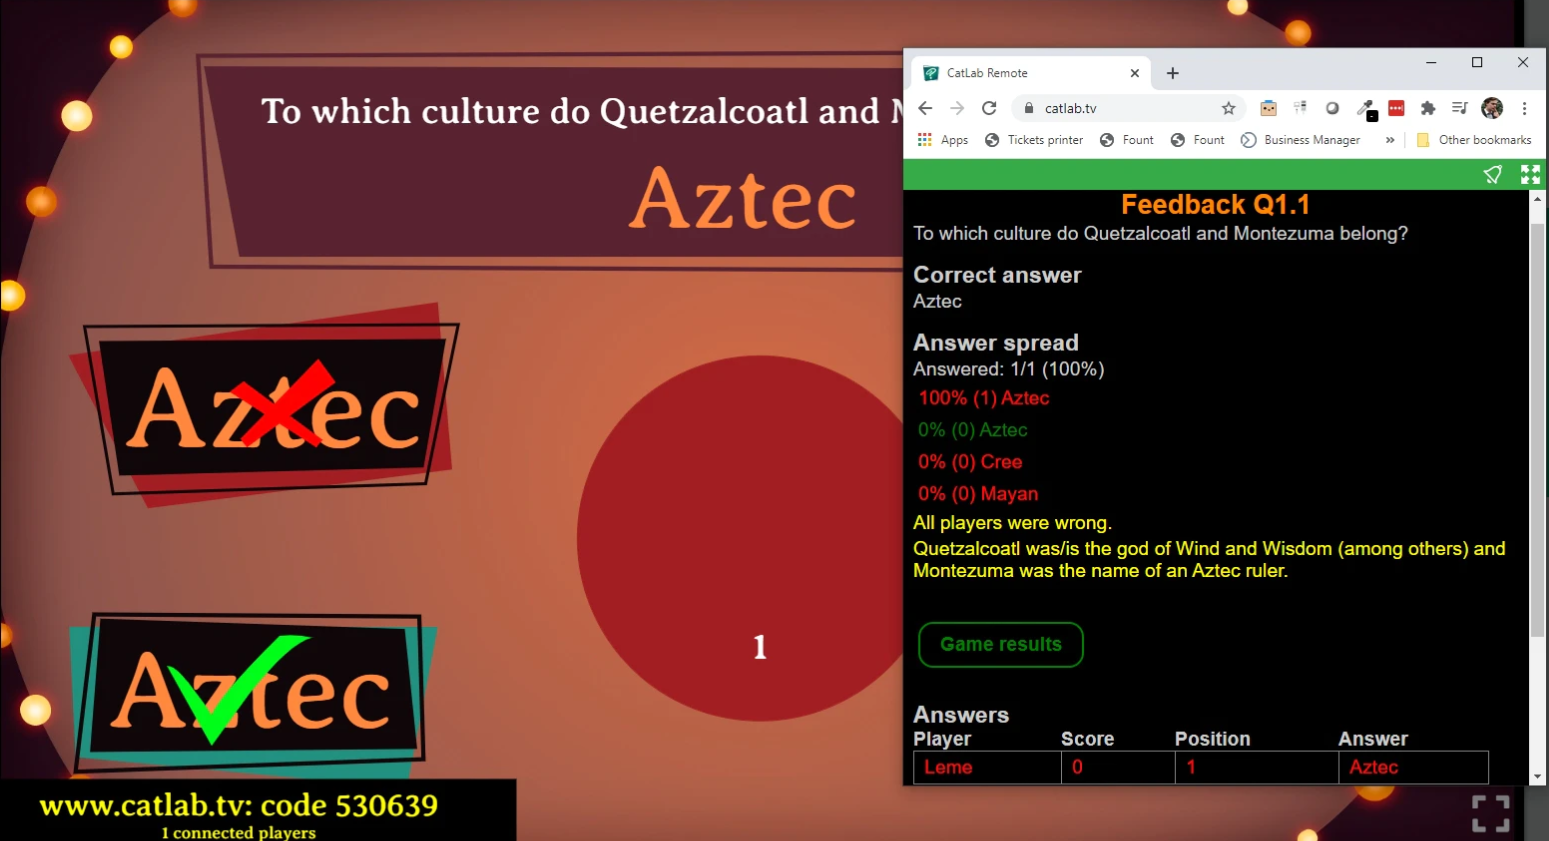 To which culture do Quetzalcoatl and M
Aztec
Aztec
Aztec
1
www.catlab.tv: code 530639
1 connected players
CatLab Remote
catlab.tv
Apps
Tickets printer
Fount
Fount
Business Manager
»
Other bookmarks
Feedback Q1.1
To which culture do Quetzalcoatl and Montezuma belong?
Correct answer
Aztec
Answer spread
Answered: 1/1 (100%)
100% (1) Aztec
0% (0) Aztec
0% (0) Cree
0% (0) Mayan
All players were wrong.
Quetzalcoatl was/is the god of Wind and Wisdom (among others) and
Montezuma was the name of an Aztec ruler.
Game results
Answers
Player Score Position Answer
Leme 0 1 Aztec